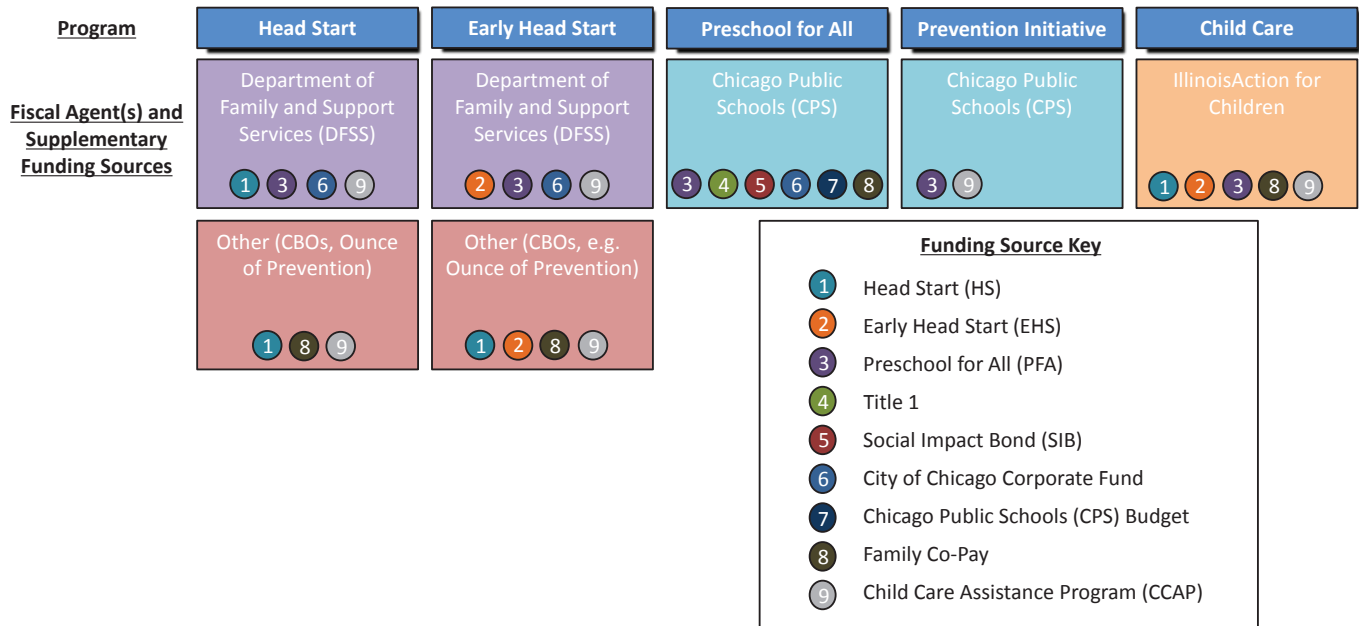 Program
Head Start
Early Head Start
Preschool for All
Prevention Initiative
Child Care
Fiscal Agent(s) and
Supplementary
Funding Sources
Department of
Family and Support
Services (DFSS)
1 3 6 9
Department of
Family and Support
Services (DFSS)
2 3 6 9
Chicago Public
Schools (CPS)
3 4 5 6 7 8
Chicago Public
Schools (CPS)
3 9
IllinoisAction for
Children
1 2 3 8 9
Other (CBOs, Ounce
of Prevention)
1 8 9
Other (CBOs, e.g.
Ounce of Prevention)
1 2 8 9
Funding Source Key
1 Head Start (HS)
2 Early Head Start (EHS)
3 Preschool for All (PFA)
4 Title 1
5 Social Impact Bond (SIB)
6 City of Chicago Corporate Fund
7 Chicago Public Schools (CPS) Budget
8 Family Co-Pay
9 Child Care Assistance Program (CCAP)